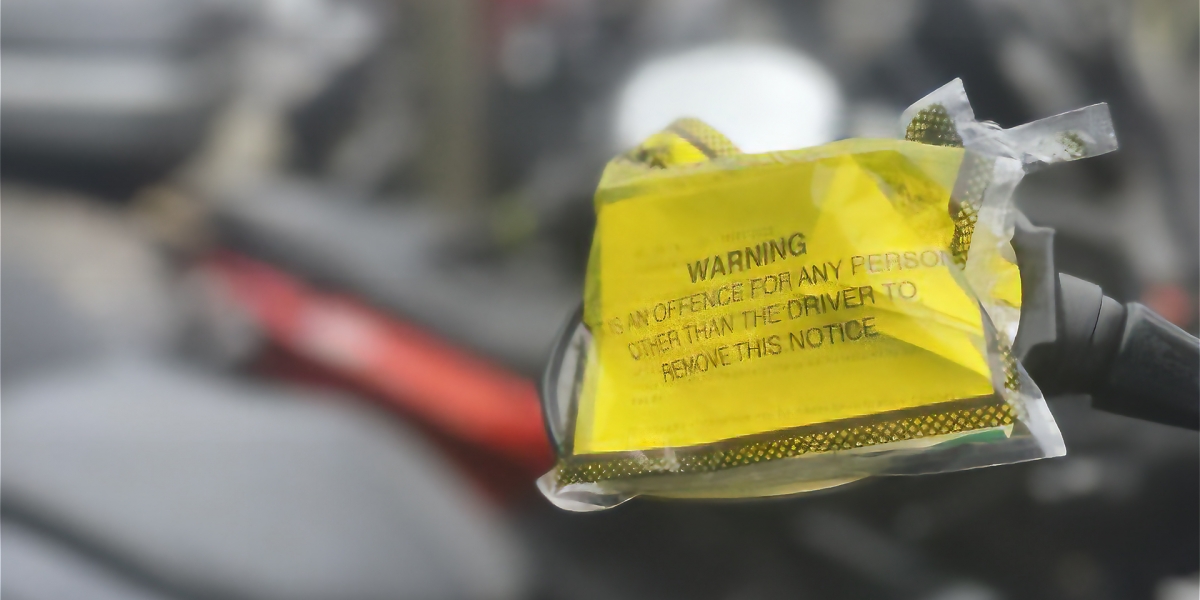 WARNING
IS AN OFFENCE FOR ANY PERSON
OTHER THAN THE DRIVER TO
REMOVE THIS NOTICE